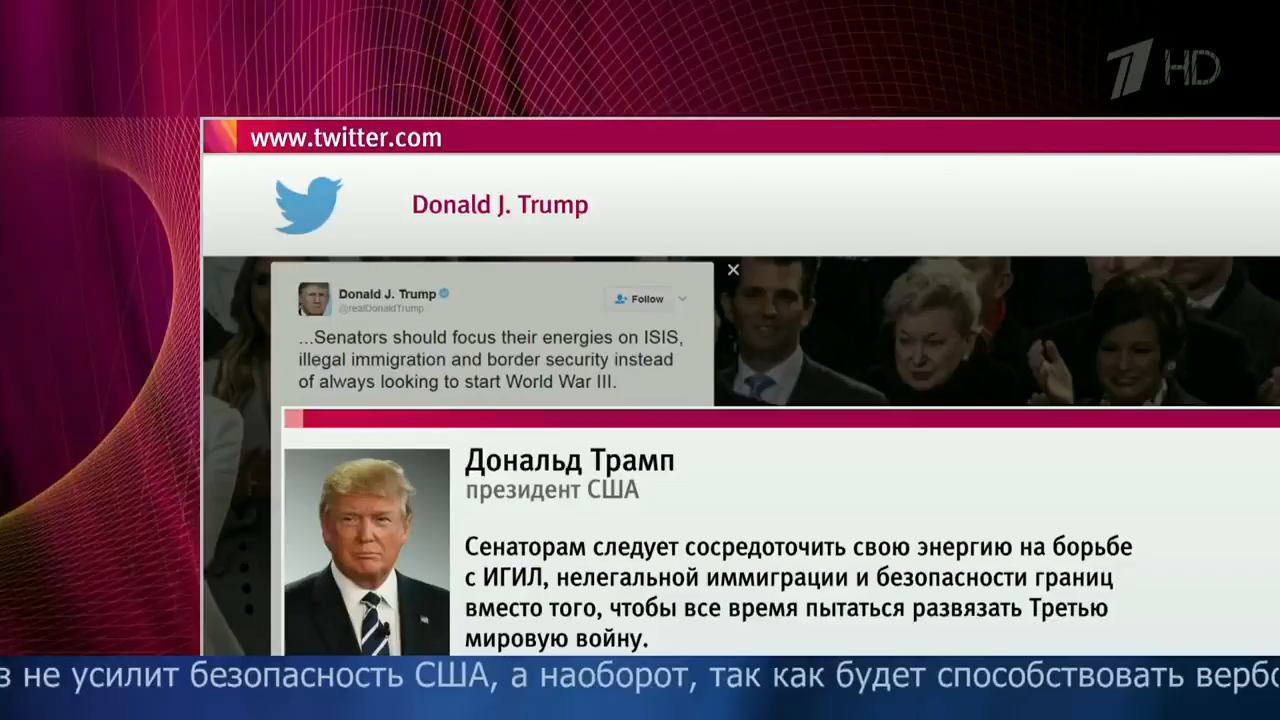 1 HD
www.twitter.com
Donald J. Trump
Donald J. Trump
@realDonaldTrump
Follow
...Senators should focus their energies on ISIS,
illegal immigration and border security instead
of always looking to start World War III.
Дональд Трамп
президент США
Сенаторам следует сосредоточить свою энергию на борьбе
с ИГИЛ, нелегальной иммиграции и безопасности границ
вместо того, чтобы все время пытаться развязать Третью
мировую войну.
не усилит безопасность США, а наоборот, так как будет способствовать